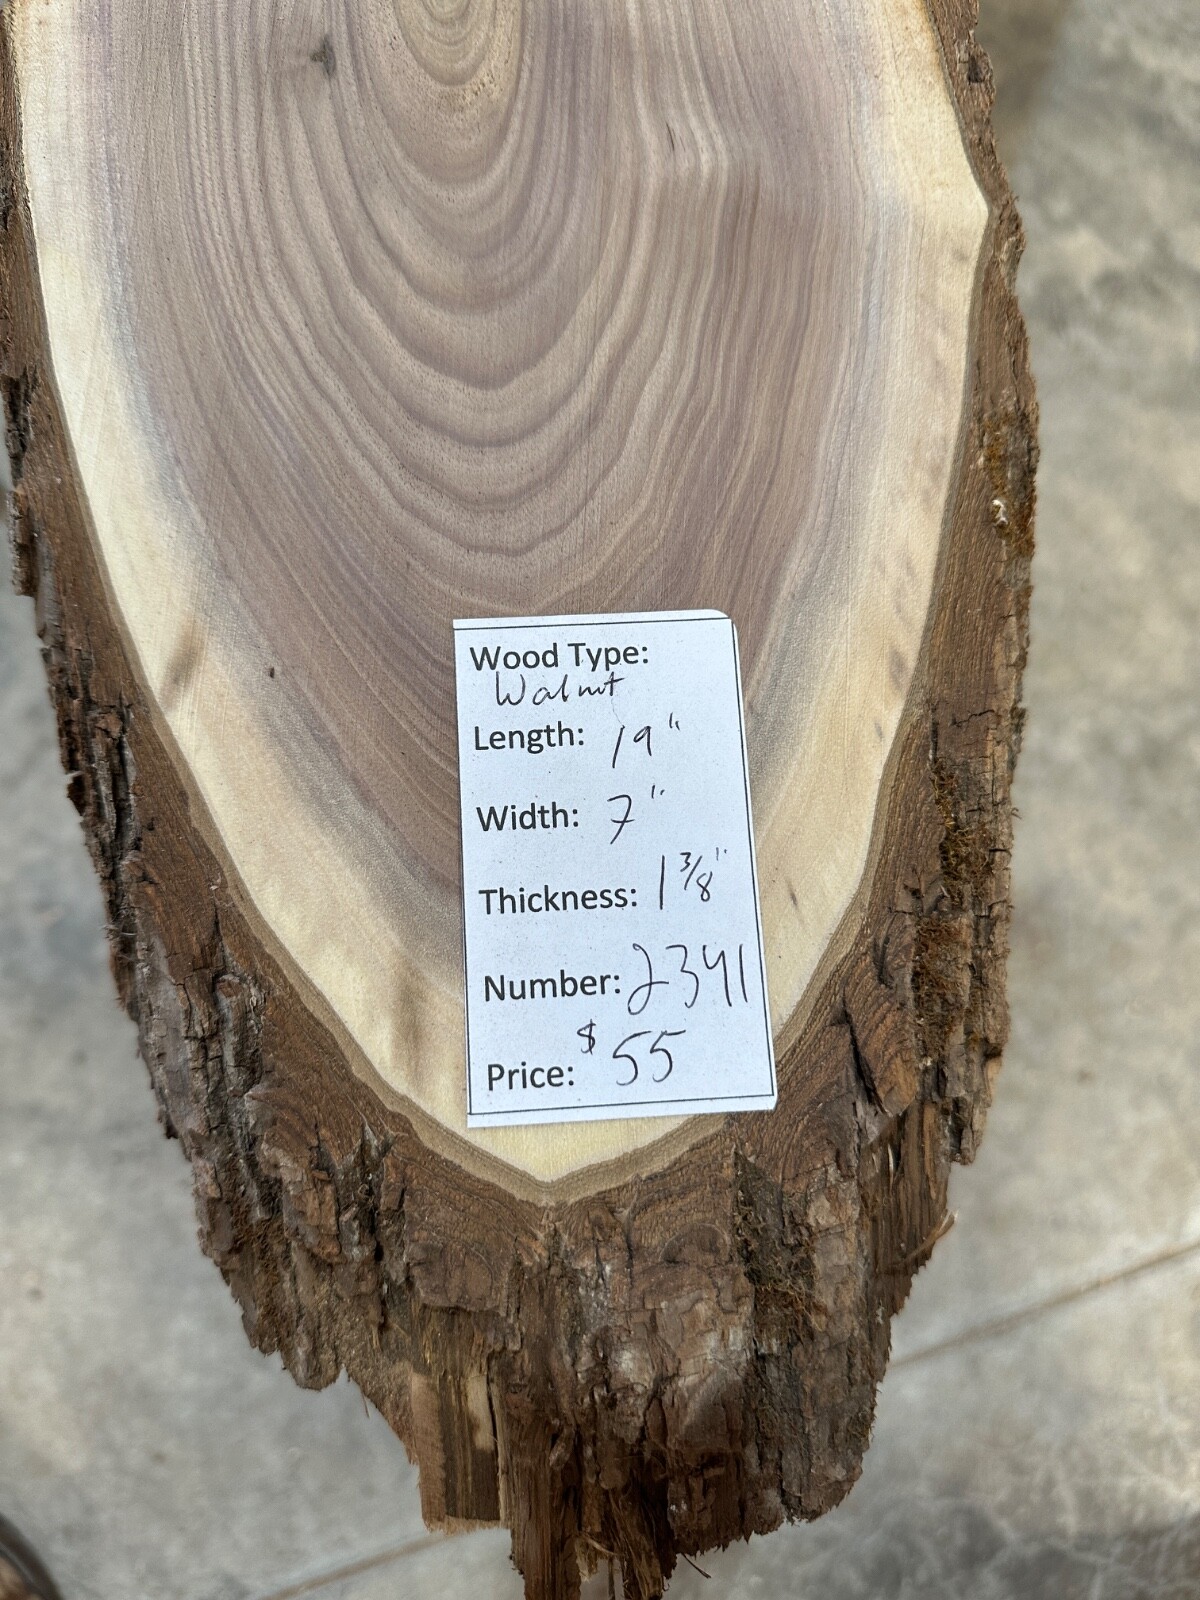 Wood Type:
Walnut
Length: 19"
Width: 7"
Thickness: 1 3/8"
Number: 2341
Price: $55